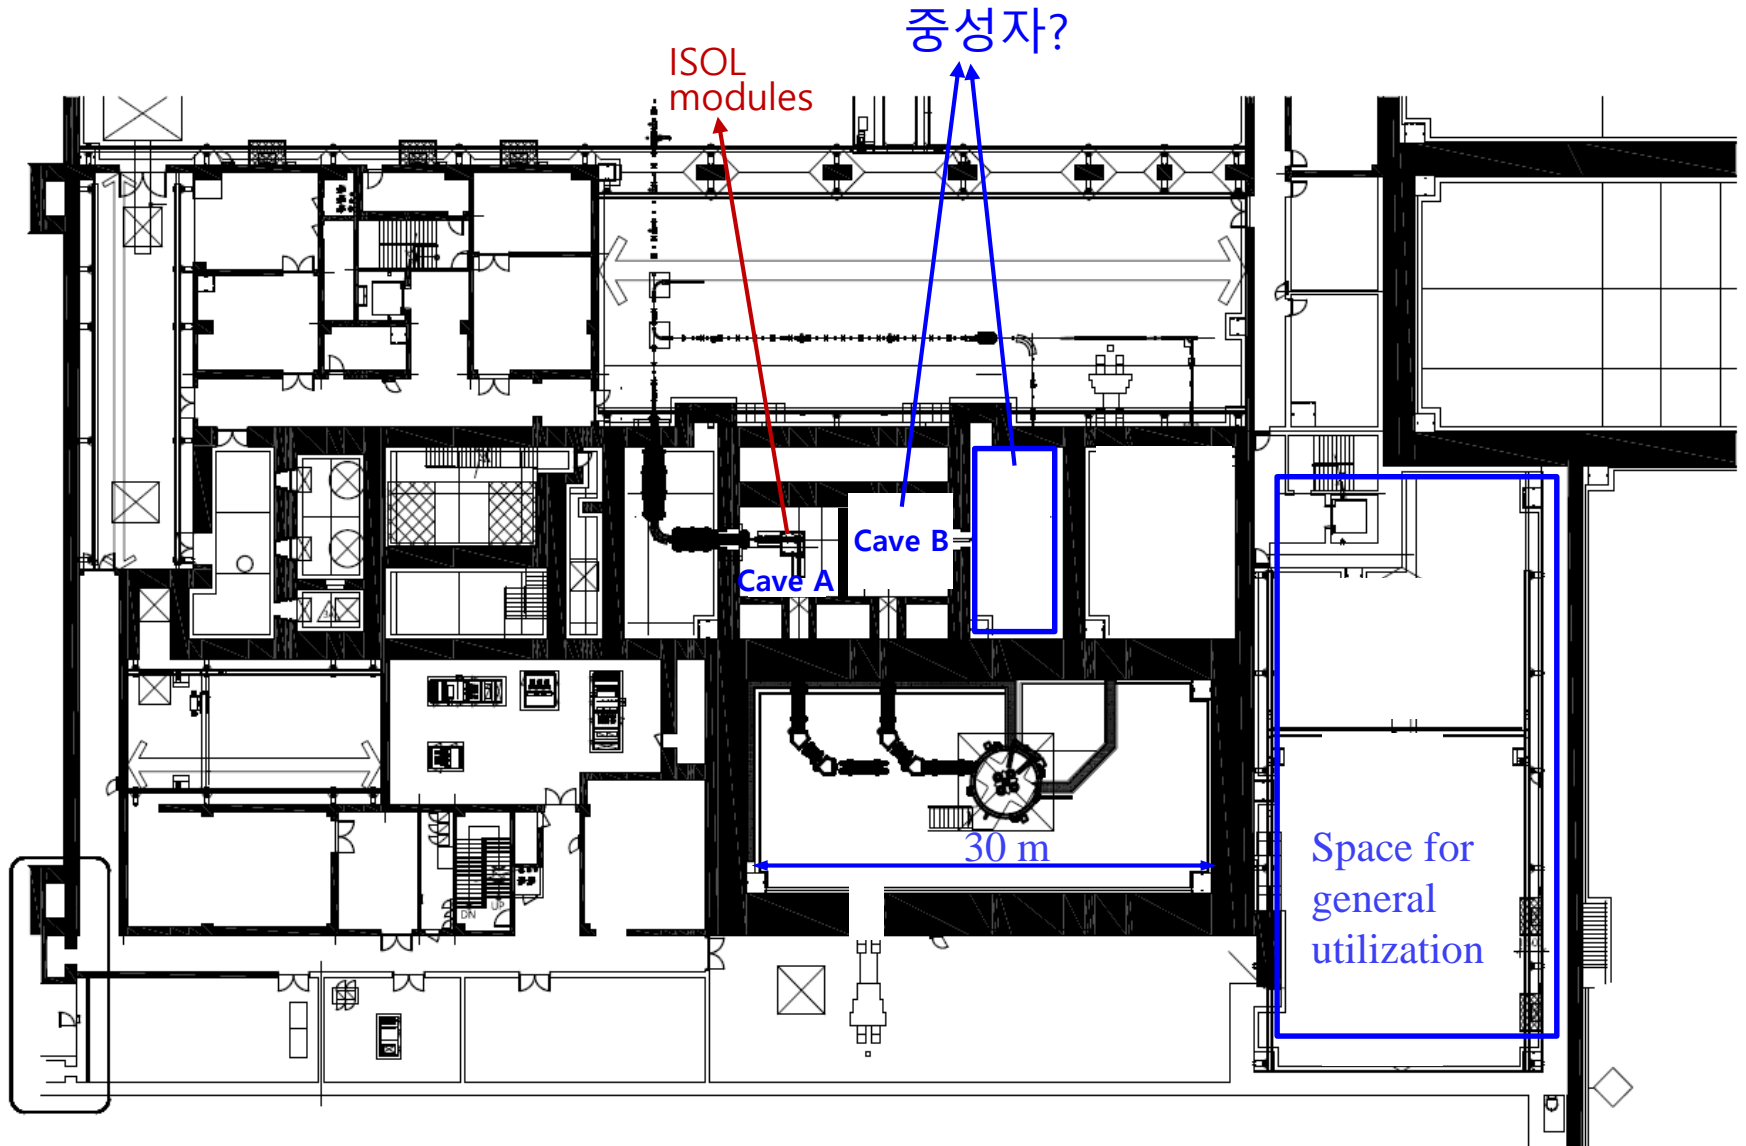 중성자?
ISOL
modules
Cave B
Cave A
30 m
Space for
general
utilization
DN
UP